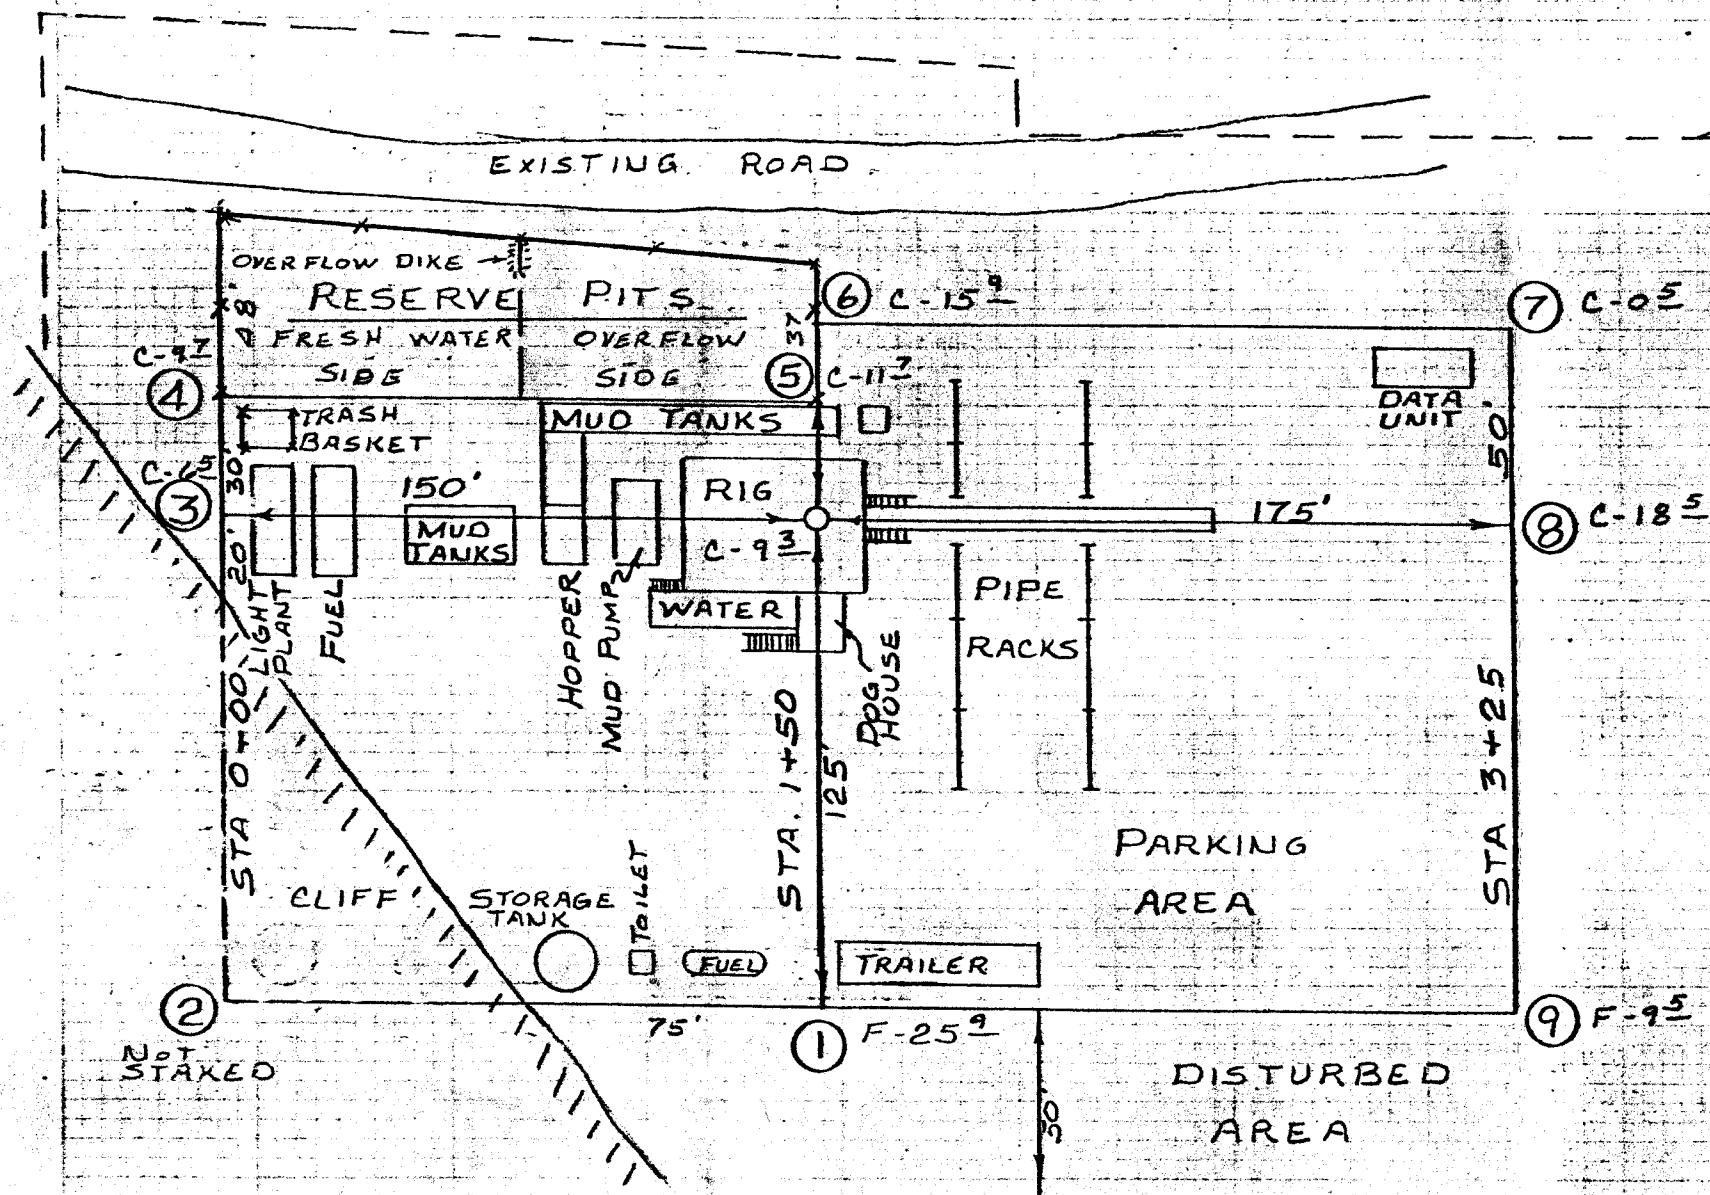 EXISTING ROAD
OVERFLOW DIKE
RESERVE PITS
FRESH WATER SIDE
OVERFLOW SIDE
48'
37
6 C-15 9
7 C-0 5
C-9 7
4
5 C-11 7
TRASH BASKET
MUD TANKS
DATA UNIT
50'
3
30'
20'
150'
MUD TANKS
RIG
C-9 3
175'
8 C-18 5
LIGHT PLANT
FUEL
HOPPER
MUD PUMP
WATER
DOG HOUSE
PIPE RACKS
STA 0+00
STA. 1+50
125'
STA 3+25
PARKING AREA
CLIFF
STORAGE TANK
TOILET
FUEL
TRAILER
2
NOT STAKED
75'
1 F-25 9
9 F-9 5
DISTURBED AREA